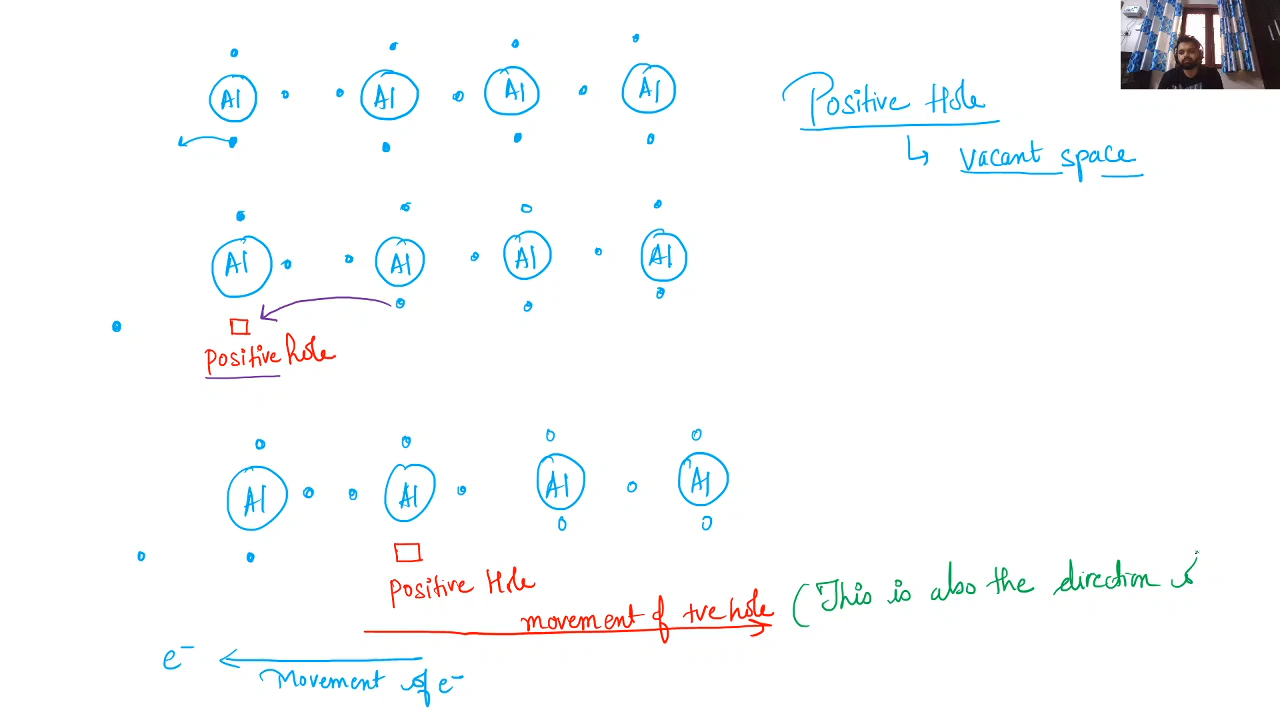 Al Al Al Al
Positive Hole
↳ vacant space
Al Al Al Al
positive hole
Al Al Al Al
Positive Hole
movement of +ve hole (This is also the direction of
e⁻
Movement of e⁻